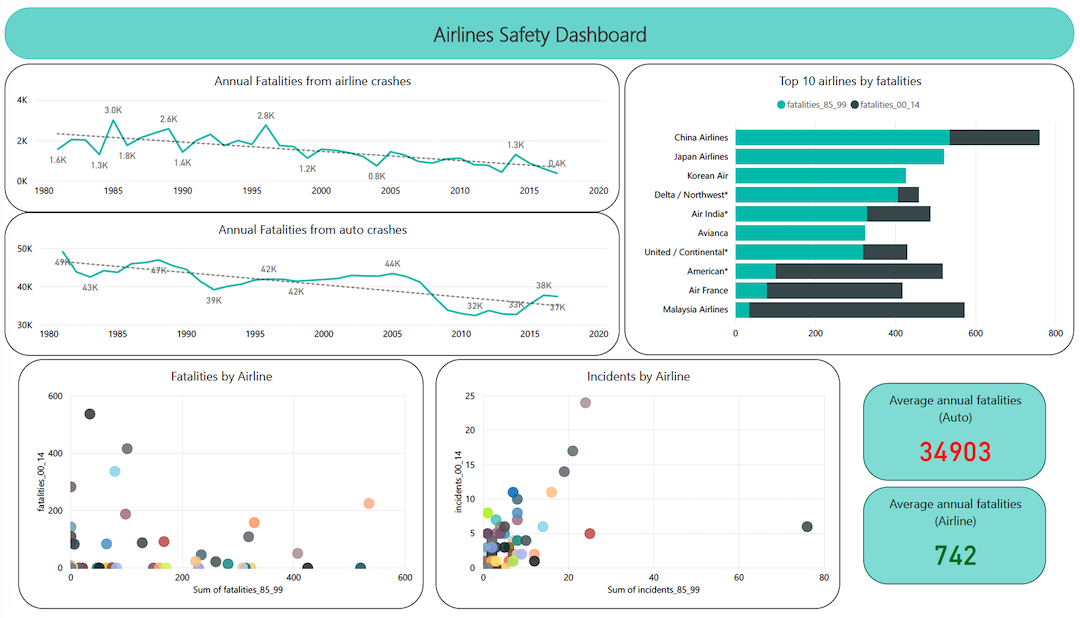 Airlines Safety Dashboard
Annual Fatalities from airline crashes
4K
2K
0K
1.6K
1.3K
3.0K
1.8K
2.6K
1.4K
2.8K
1.2K
0.8K
1.3K
0.4K
1980 1985 1990 1995 2000 2005 2010 2015 2020
Annual Fatalities from auto crashes
50K
40K
30K
49K
43K
47K
39K
42K
42K
44K
32K
33K
38K
37K
1980 1985 1990 1995 2000 2005 2010 2015 2020
Top 10 airlines by fatalities
fatalities_85_99 fatalities_00_14
China Airlines
Japan Airlines
Korean Air
Delta / Northwest*
Air India*
Avianca
United / Continental*
American*
Air France
Malaysia Airlines
0 200 400 600 800
Fatalities by Airline
fatalities_00_14
600
400
200
0
0 200 400 600
Sum of fatalities_85_99
Incidents by Airline
incidents_00_14
25
20
15
10
5
0
0 20 40 60 80
Sum of incidents_85_99
Average annual fatalities
(Auto)
34903
Average annual fatalities
(Airline)
742